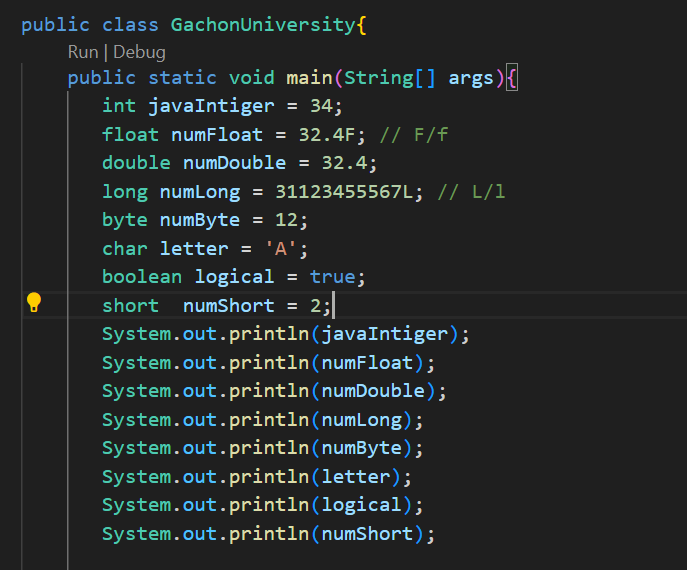 public class GachonUniversity{
Run | Debug
public static void main(String[] args){
int javaIntiger = 34;
float numFloat = 32.4F; // F/f
double numDouble = 32.4;
long numLong = 31123455567L; // L/l
byte numByte = 12;
char letter = 'A';
boolean logical = true;
short  numShort = 2;
System.out.println(javaIntiger);
System.out.println(numFloat);
System.out.println(numDouble);
System.out.println(numLong);
System.out.println(numByte);
System.out.println(letter);
System.out.println(logical);
System.out.println(numShort);